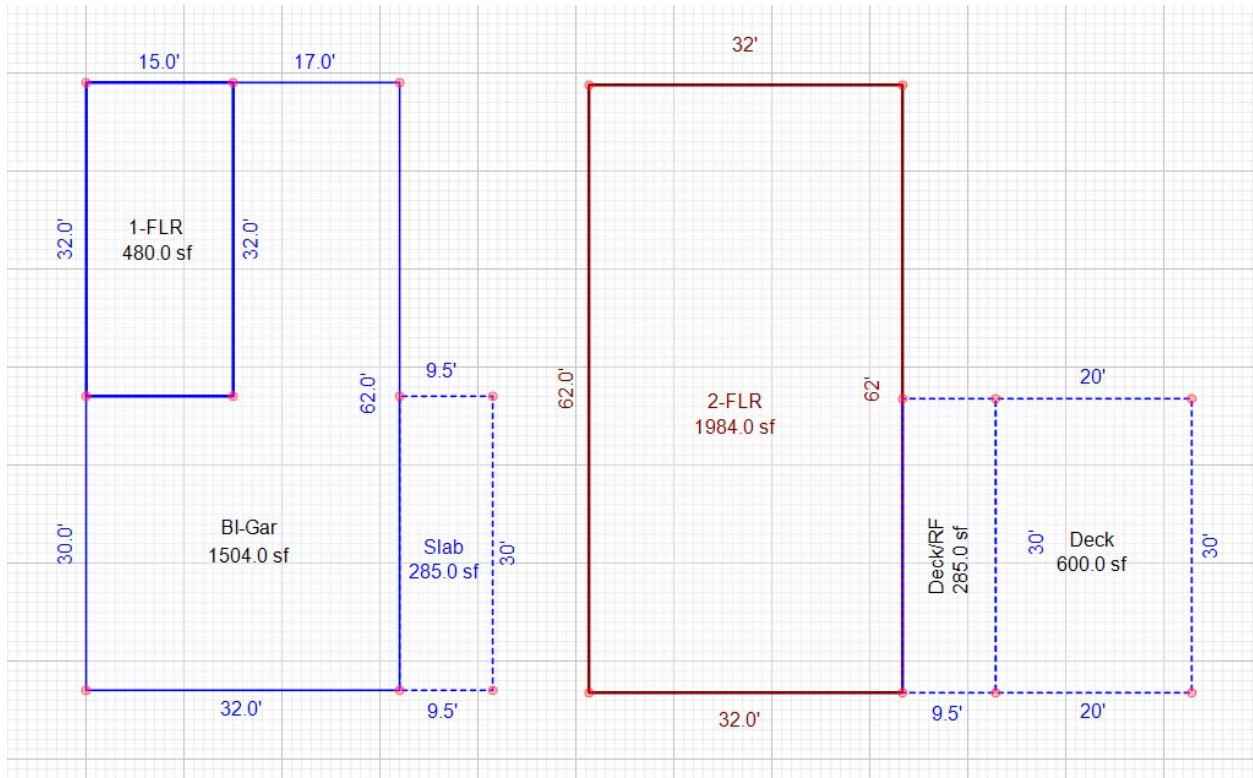 32'
15.0'
17.0'
1-FLR
480.0 sf
32.0'
32.0'
9.5'
62.0'
62.0'
62'
20'
2-FLR
1984.0 sf
BI-Gar
1504.0 sf
30.0'
Slab
285.0 sf
30'
Deck/RF
285.0 sf
30'
Deck
600.0 sf
30'
32.0'
9.5'
32.0'
9.5'
20'